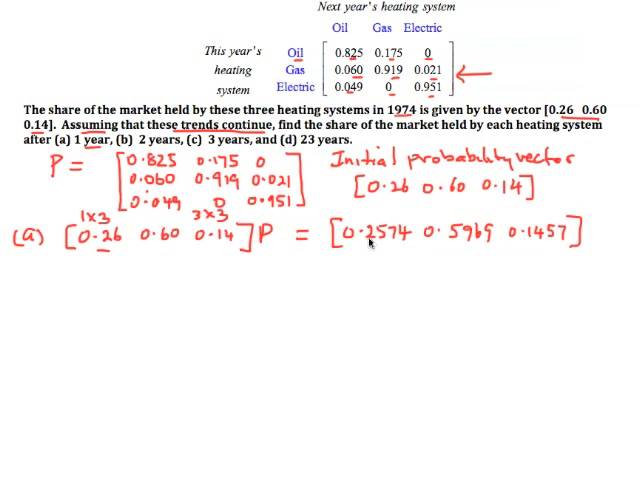 Next year's heating system
Oil Gas Electric
This year's Oil 0.825 0.175 0
heating Gas 0.060 0.919 0.021
system Electric 0.049 0 0.951
The share of the market held by these three heating systems in 1974 is given by the vector [0.26 0.60
0.14]. Assuming that these trends continue, find the share of the market held by each heating system
after (a) 1 year, (b) 2 years, (c) 3 years, and (d) 23 years.
P = [0.825 0.175 0 Initial probability vector
0.060 0.919 0.021 [0.26 0.60 0.14]
0.049 0 0.951]
1x3 3x3
(a) [0.26 0.60 0.14] P = [0.2574 0.5969 0.1457]